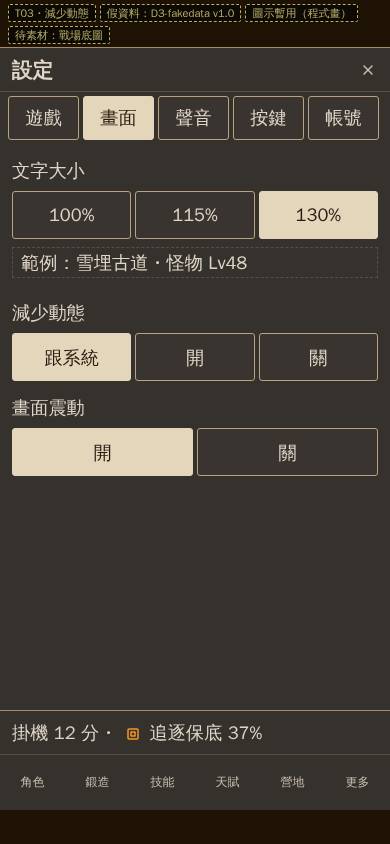 T03・減少動態 假資料：D3-fakedata v1.0 圖示暫用（程式畫）
待素材：戰場底圖
設定 ×
遊戲 畫面 聲音 按鍵 帳號
文字大小
100% 115% 130%
範例：雪埋古道・怪物 Lv48
減少動態
跟系統 開 關
畫面震動
開 關
掛機 12 分・ 追逐保底 37%
角色 鍛造 技能 天賦 營地 更多